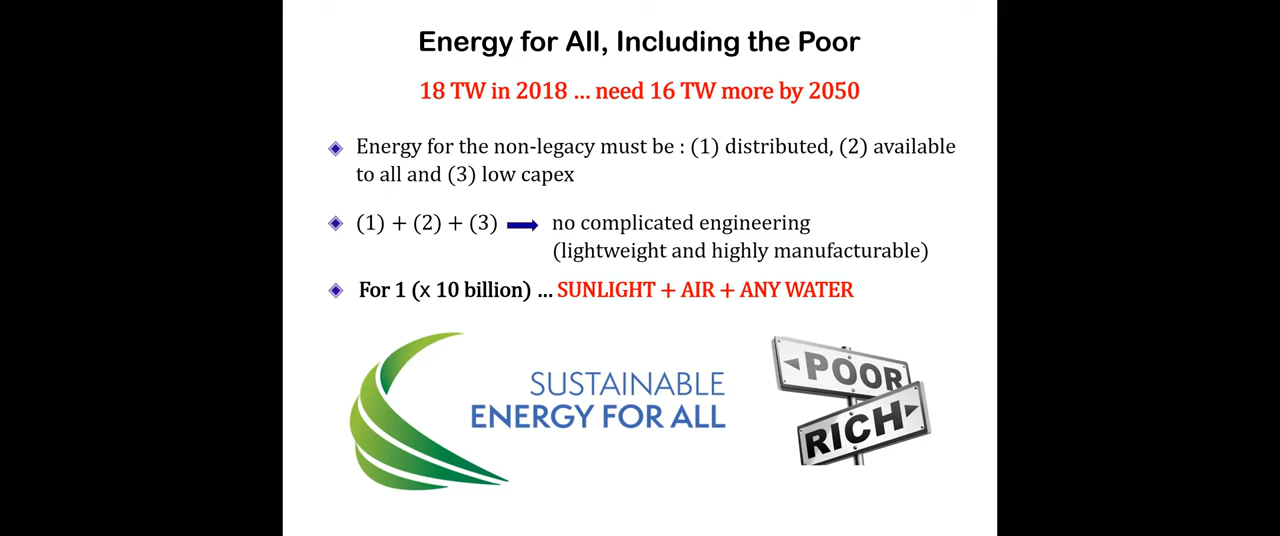 Energy for All, Including the Poor
18 TW in 2018 ... need 16 TW more by 2050
Energy for the non-legacy must be : (1) distributed, (2) available
to all and (3) low capex
(1) + (2) + (3) ➡ no complicated engineering
(lightweight and highly manufacturable)
For 1 (x 10 billion) ... SUNLIGHT + AIR + ANY WATER
SUSTAINABLE
ENERGY FOR ALL
POOR
RICH